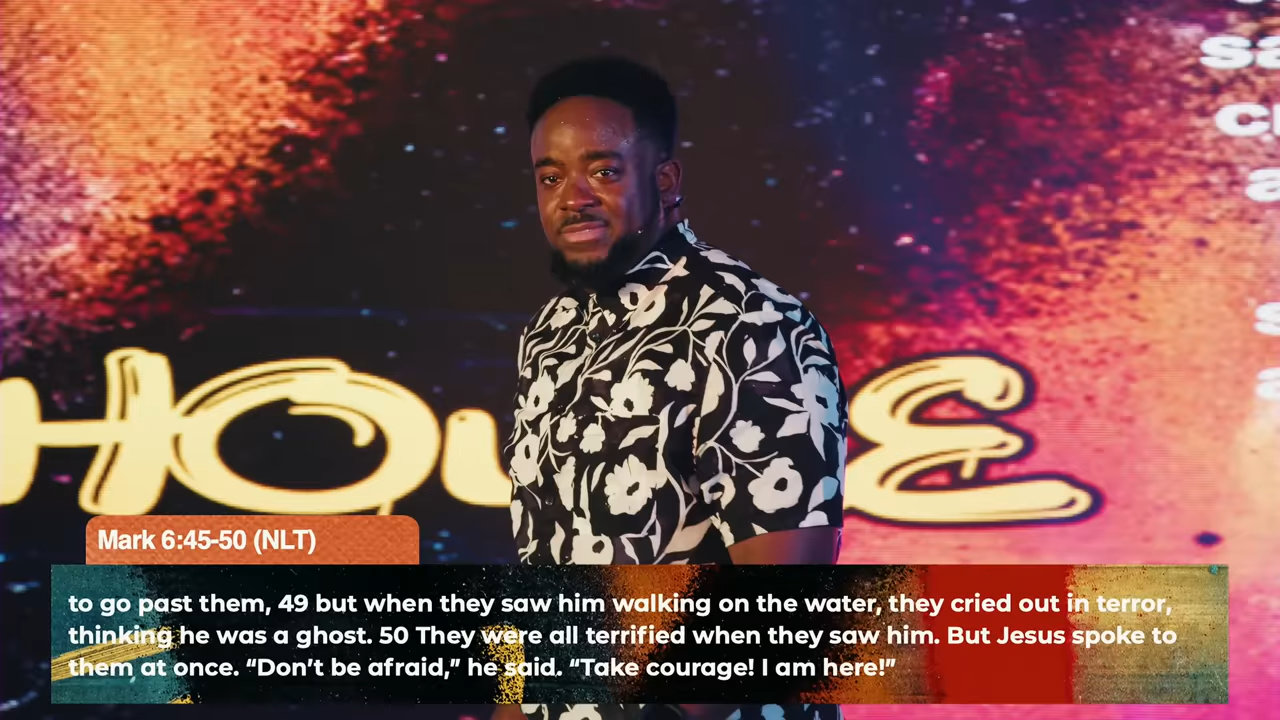 sa
c
a
s
a
HOU E
Mark 6:45-50 (NLT)
to go past them, 49 but when they saw him walking on the water, they cried out in terror,
thinking he was a ghost. 50 They were all terrified when they saw him. But Jesus spoke to
them at once. “Don’t be afraid,” he said. “Take courage! I am here!”